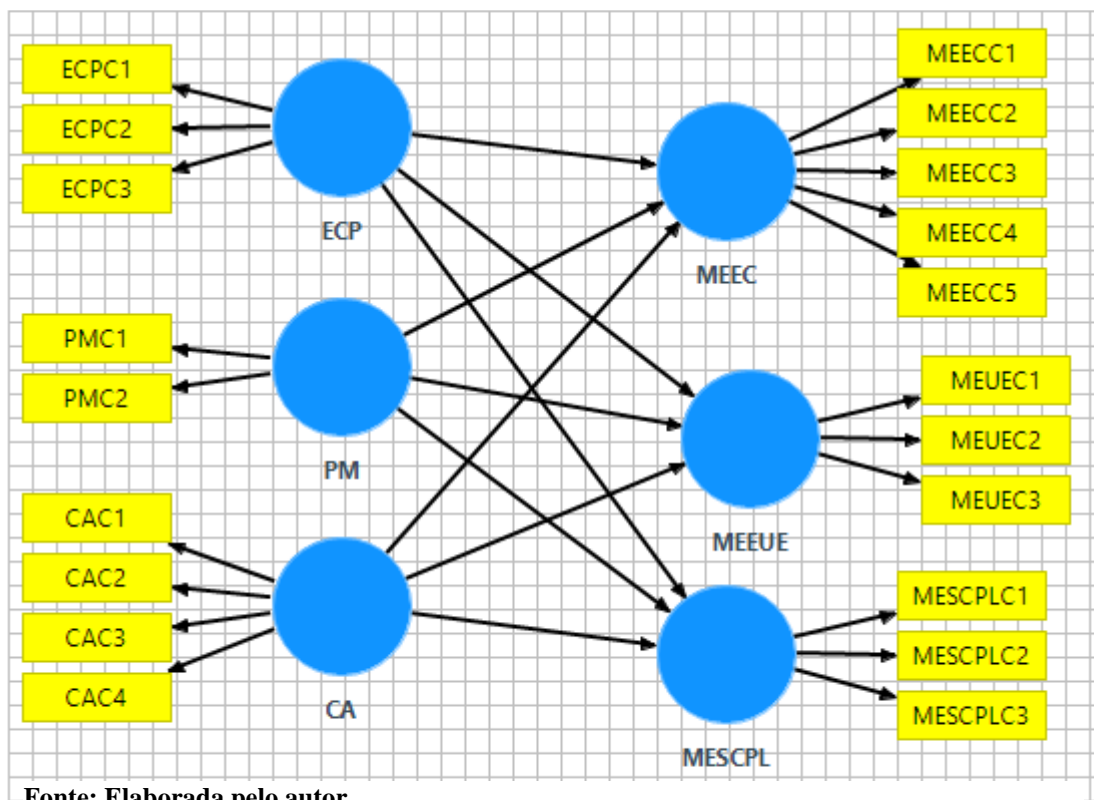 ECPC1
ECPC2
ECPC3
ECP
PMC1
PMC2
PM
CAC1
CAC2
CAC3
CAC4
CA
MEECC1
MEECC2
MEECC3
MEECC4
MEECC5
MEEC
MEUEC1
MEUEC2
MEUEC3
MEEUE
MESCPLC1
MESCPLC2
MESCPLC3
MESCPL
Fonte: Elaborada pelo autor